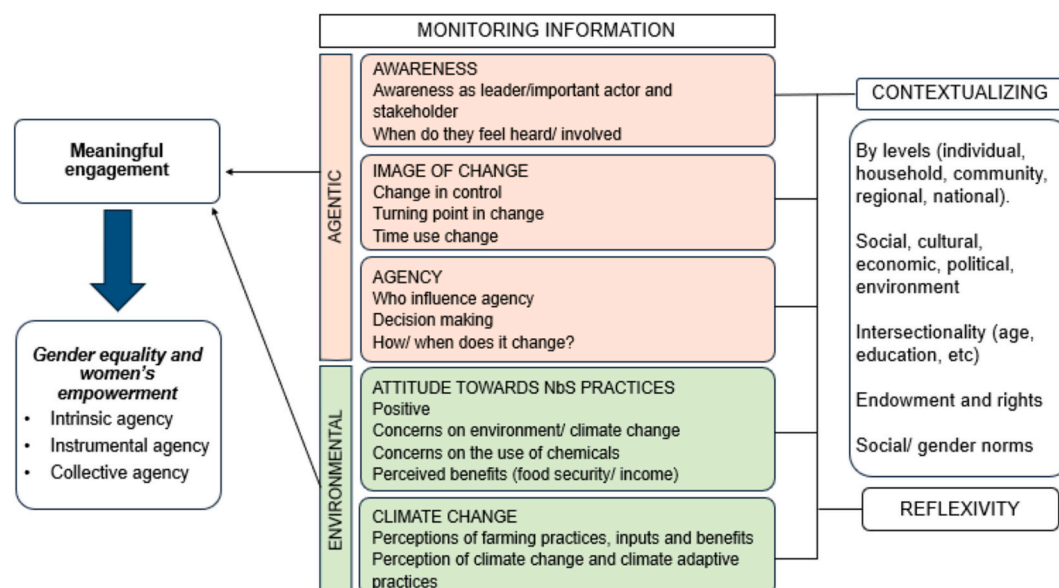 MONITORING INFORMATION
Meaningful
engagement
Gender equality and
women's
empowerment
• Intrinsic agency
• Instrumental agency
• Collective agency
AGENTIC
AWARENESS
Awareness as leader/important actor and
stakeholder
When do they feel heard/ involved
IMAGE OF CHANGE
Change in control
Turning point in change
Time use change
AGENCY
Who influence agency
Decision making
How/ when does it change?
ENVIRONMENTAL
ATTITUDE TOWARDS NbS PRACTICES
Positive
Concerns on environment/ climate change
Concerns on the use of chemicals
Perceived benefits (food security/ income)
CLIMATE CHANGE
Perceptions of farming practices, inputs and benefits
Perception of climate change and climate adaptive
practices
CONTEXTUALIZING
By levels (individual,
household, community,
regional, national).
Social, cultural,
economic, political,
environment
Intersectionality (age,
education, etc)
Endowment and rights
Social/ gender norms
REFLEXIVITY